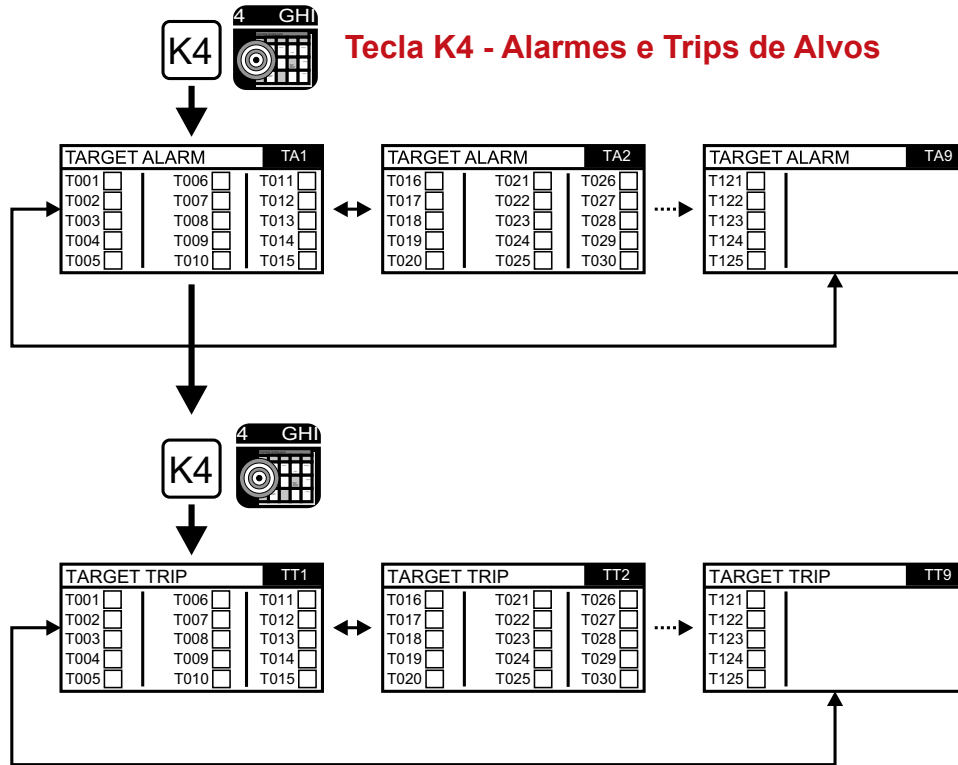 4 GHI
K4
Tecla K4 - Alarmes e Trips de Alvos
TARGET ALARM TA1
T001 T006 T011
T002 T007 T012
T003 T008 T013
T004 T009 T014
T005 T010 T015
TARGET ALARM TA2
T016 T021 T026
T017 T022 T027
T018 T023 T028
T019 T024 T029
T020 T025 T030
TARGET ALARM TA9
T121
T122
T123
T124
T125
4 GHI
K4
TARGET TRIP TT1
T001 T006 T011
T002 T007 T012
T003 T008 T013
T004 T009 T014
T005 T010 T015
TARGET TRIP TT2
T016 T021 T026
T017 T022 T027
T018 T023 T028
T019 T024 T029
T020 T025 T030
TARGET TRIP TT9
T121
T122
T123
T124
T125